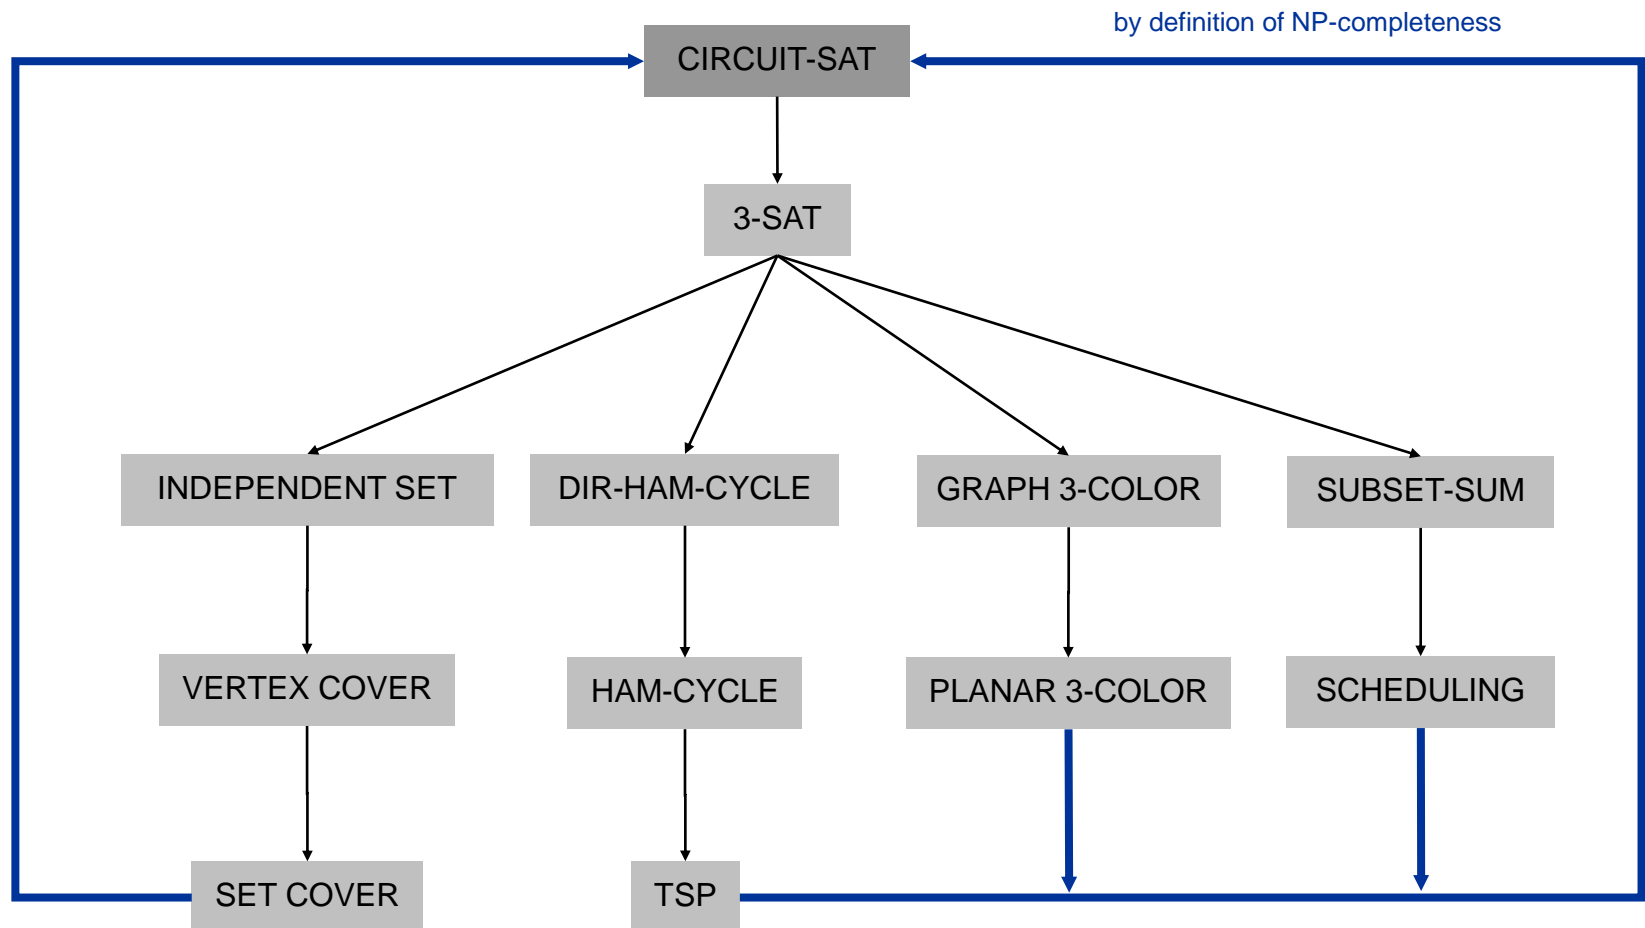 by definition of NP-completeness
CIRCUIT-SAT
3-SAT
INDEPENDENT SET
DIR-HAM-CYCLE
GRAPH 3-COLOR
SUBSET-SUM
VERTEX COVER
HAM-CYCLE
PLANAR 3-COLOR
SCHEDULING
SET COVER
TSP